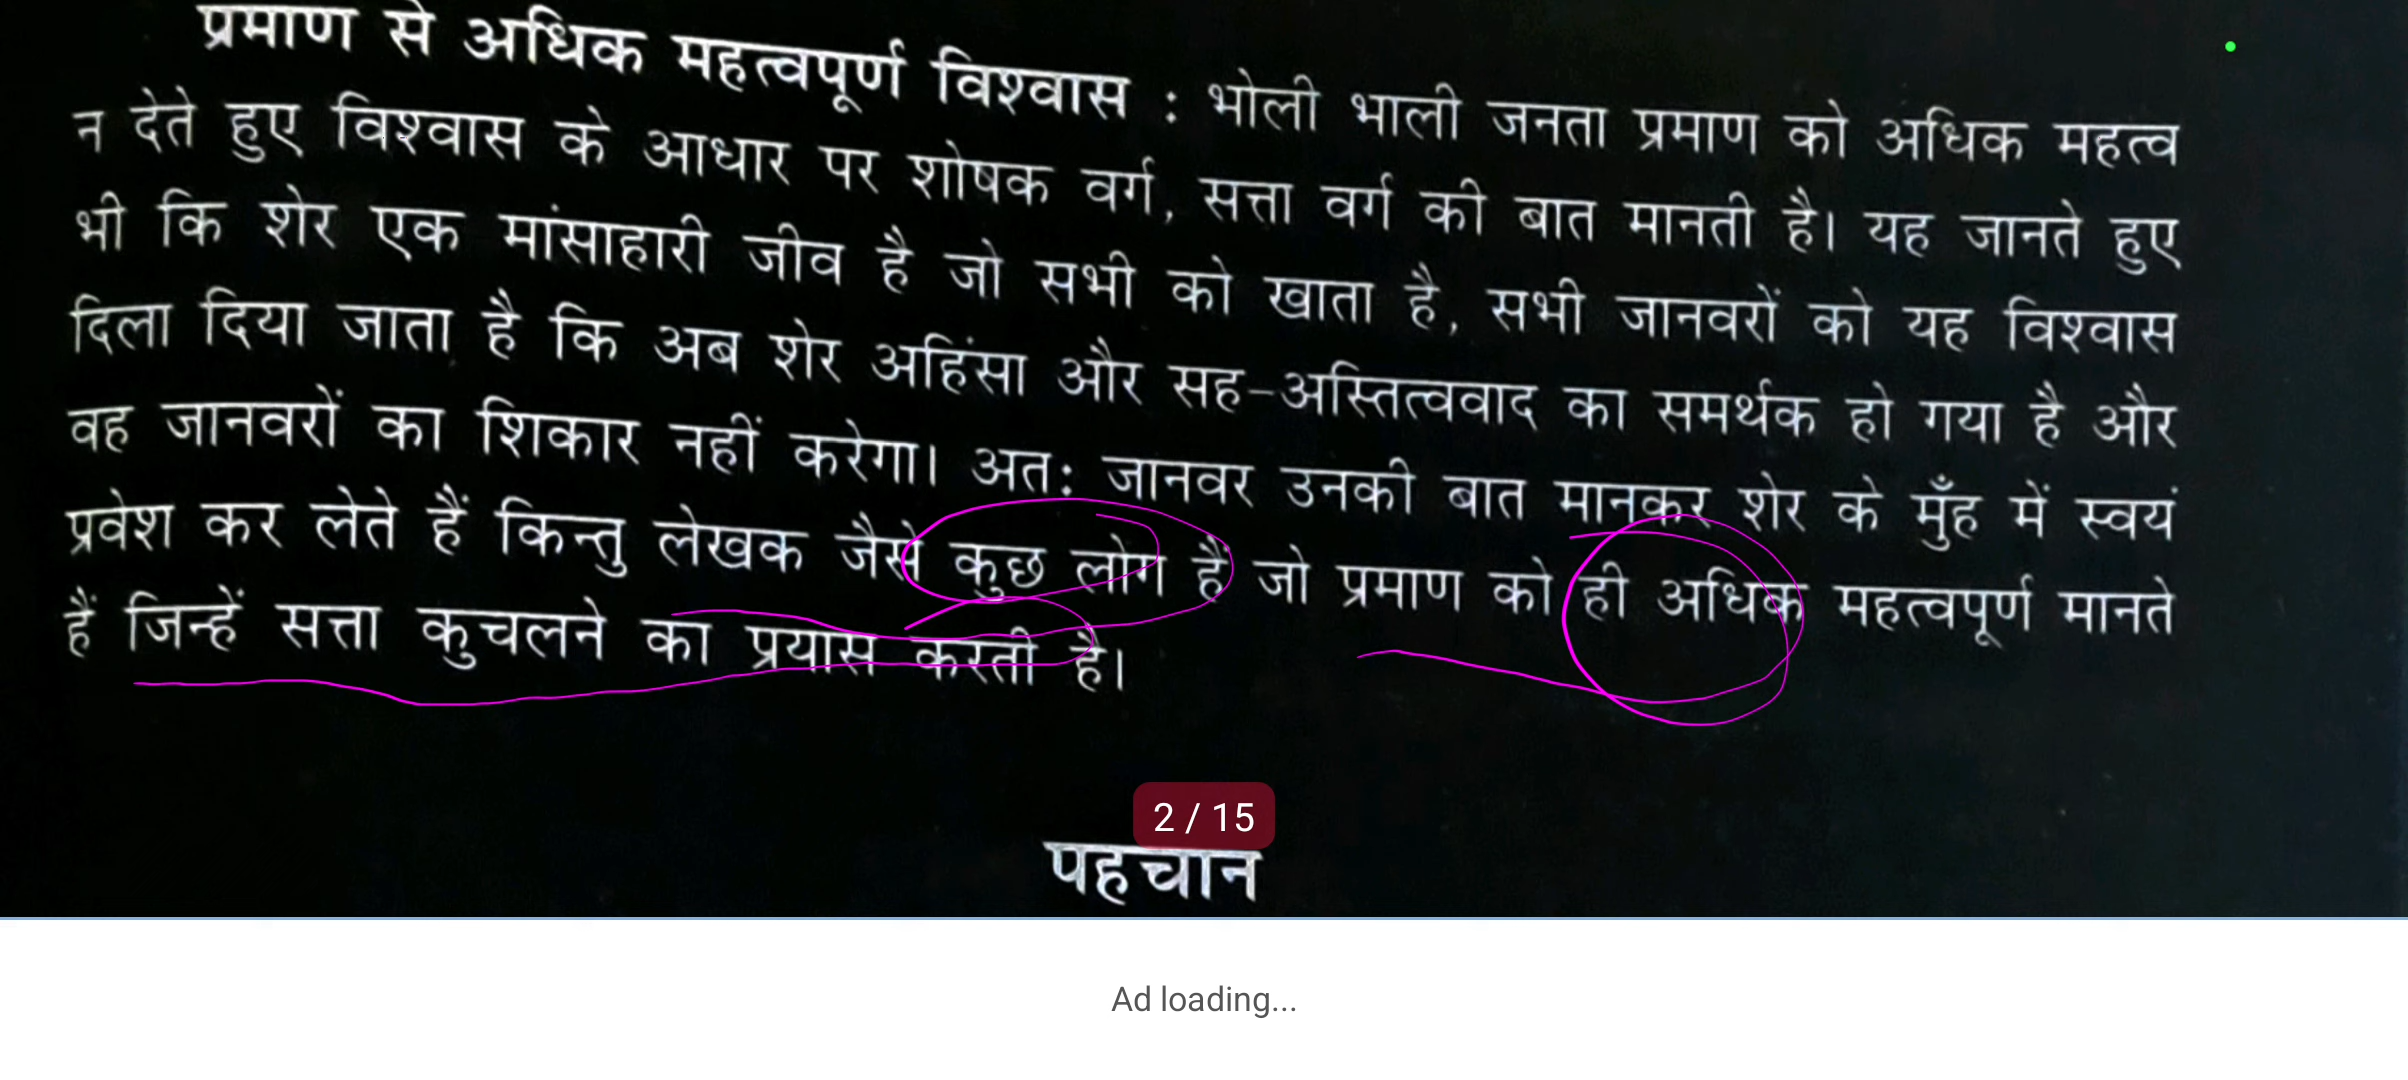 प्रमाण से अधिक महत्वपूर्ण विश्वास : भोली भाली जनता प्रमाण को अधिक महत्व
न देते हुए विश्वास के आधार पर शोषक वर्ग, सत्ता वर्ग की बात मानती है। यह जानते हुए
भी कि शेर एक मांसाहारी जीव है जो सभी को खाता है, सभी जानवरों को यह विश्वास
दिला दिया जाता है कि अब शेर अहिंसा और सह-अस्तित्ववाद का समर्थक हो गया है और
वह जानवरों का शिकार नहीं करेगा। अतः जानवर उनकी बात मानकर शेर के मुँह में स्वयं
प्रवेश कर लेते हैं किन्तु लेखक जैसे कुछ लोग हैं जो प्रमाण को ही अधिक महत्वपूर्ण मानते
हैं जिन्हें सत्ता कुचलने का प्रयास करती है।
2 / 15
पहचान
Ad loading...